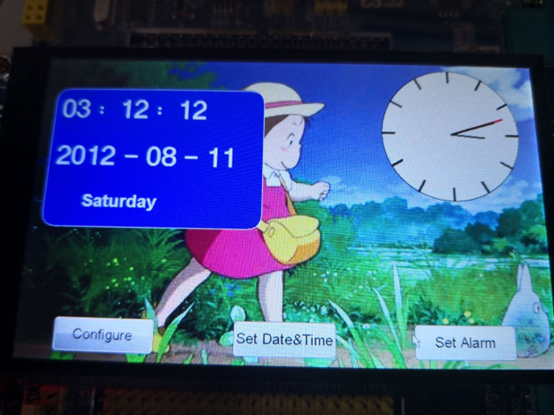 03 : 12 : 12
2012 - 08 - 11
Saturday
Configure
Set Date&Time
Set Alarm